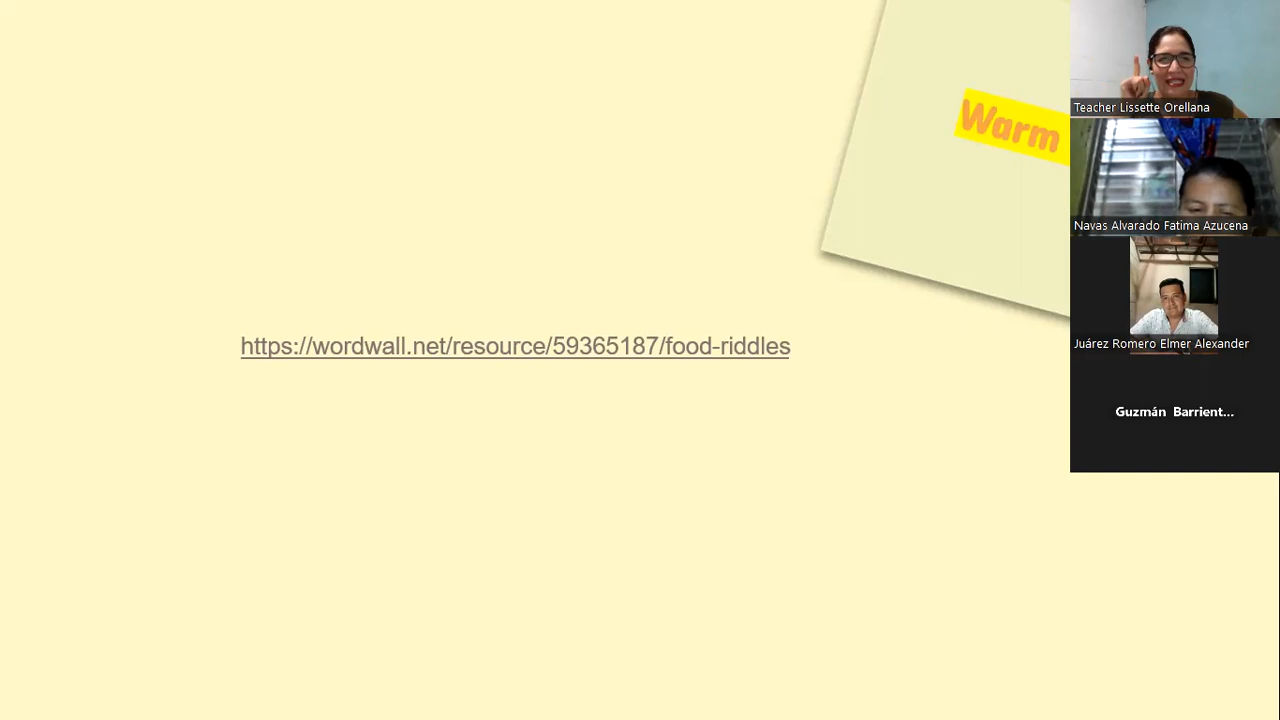 Warm
https://wordwall.net/resource/59365187/food-riddles
Teacher Lissette Orellana
Navas Alvarado Fatima Azucena
Juárez Romero Elmer Alexander
Guzmán Barrient...